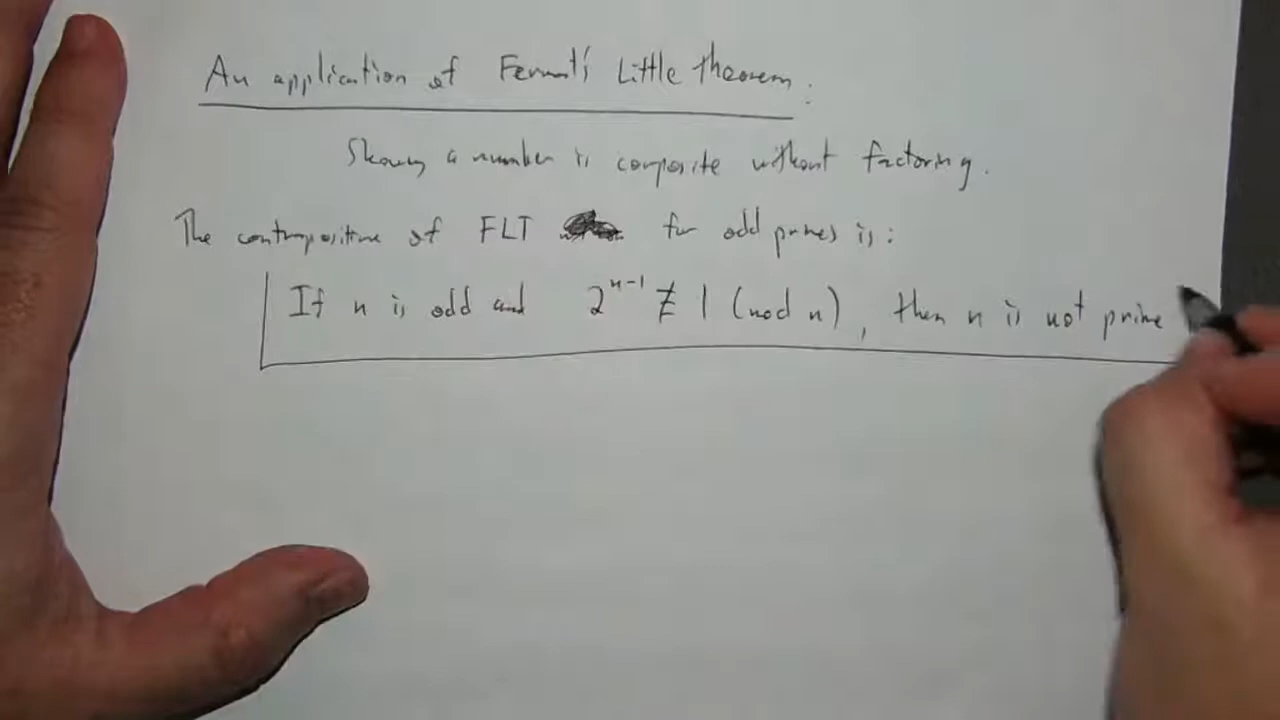 An application of Fermat's Little Theorem:
Showing a number is composite without factoring.
The contrapositive of FLT for odd primes is:
If n is odd and 2^{n-1} ≢ 1 (mod n), then n is not prime